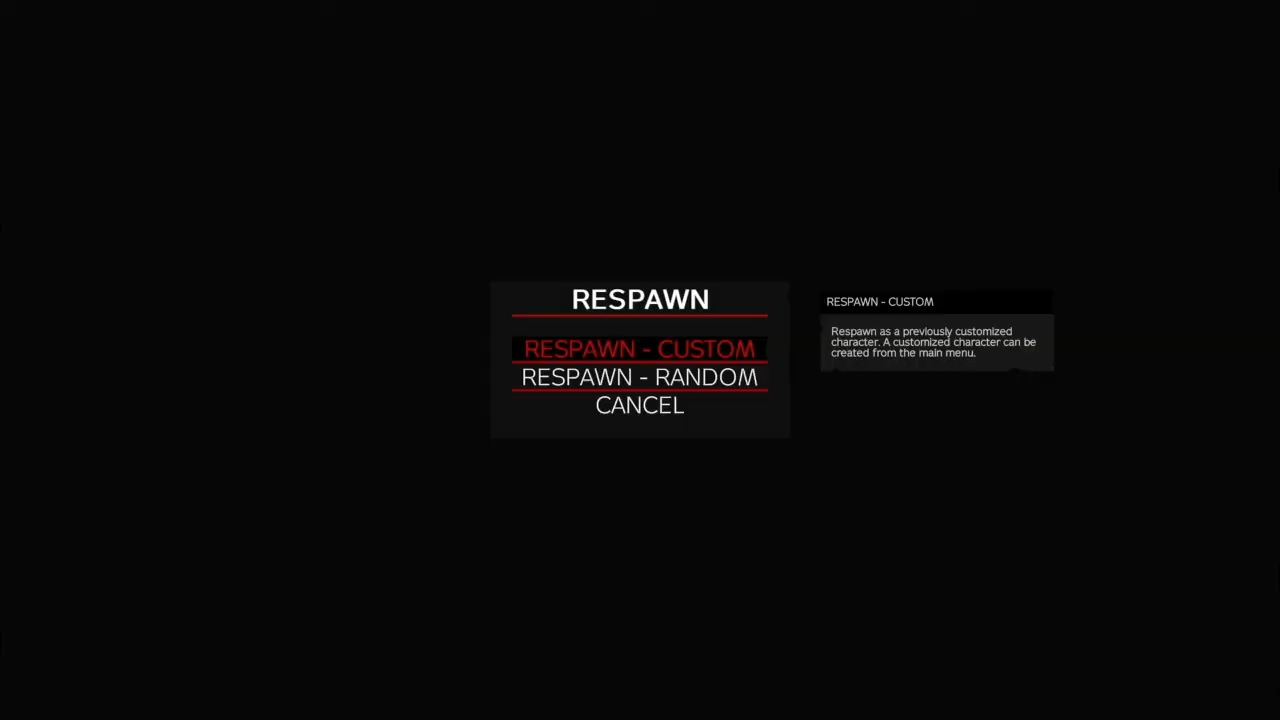 RESPAWN
RESPAWN - CUSTOM
RESPAWN - RANDOM
CANCEL
RESPAWN - CUSTOM
Respawn as a previously customized
character. A customized character can be
created from the main menu.